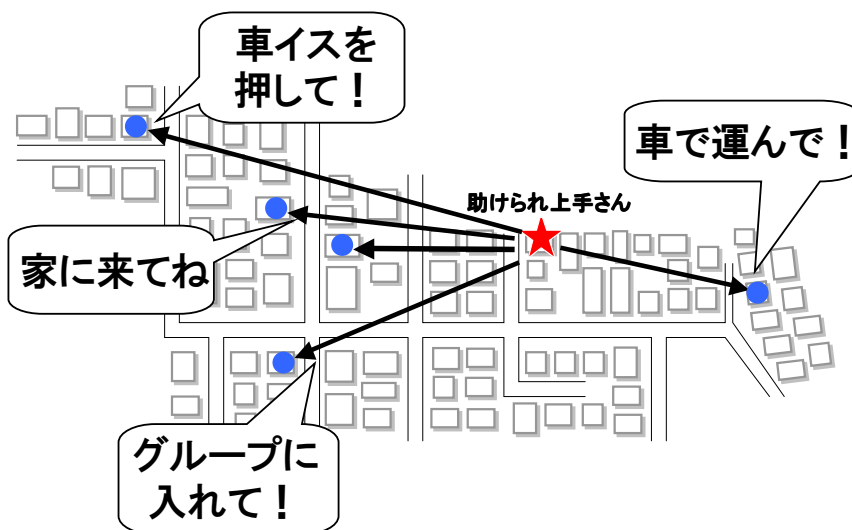 車イスを
押して！
車で運んで！
助けられ上手さん
家に来てね
グループに
入れて！